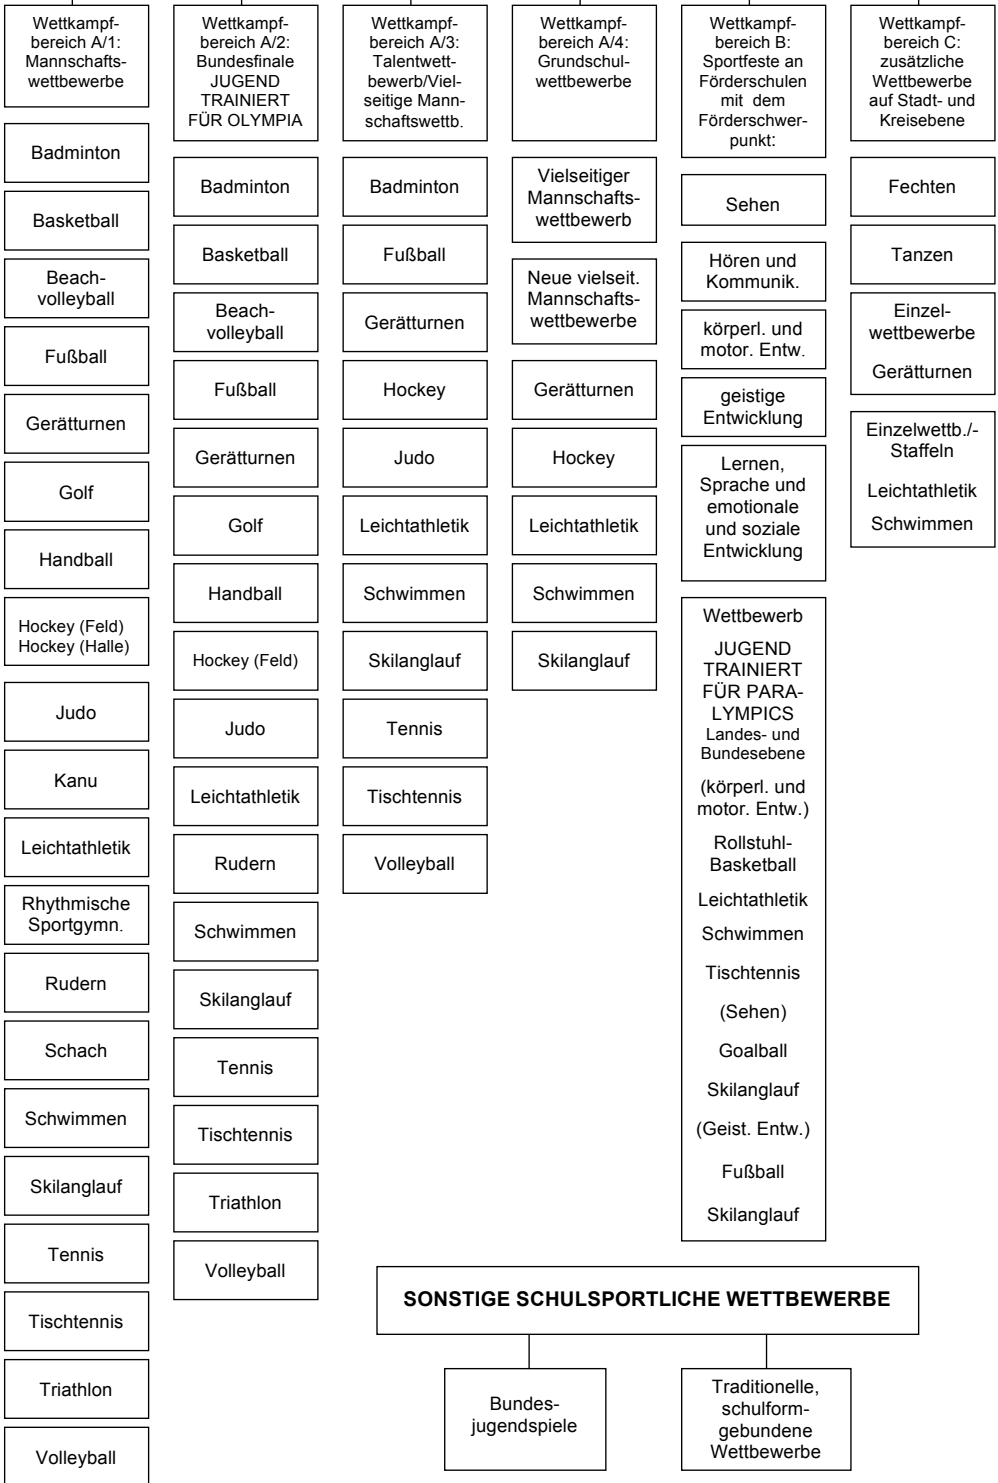 Wettkampf-
bereich A/1:
Mannschafts-
wettbewerbe
Badminton
Basketball
Beach-
volleyball
Fußball
Gerätturnen
Golf
Handball
Hockey (Feld)
Hockey (Halle)
Judo
Kanu
Leichtathletik
Rhythmische
Sportgymn.
Rudern
Schach
Schwimmen
Skilanglauf
Tennis
Tischtennis
Triathlon
Volleyball
Wettkampf-
bereich A/2:
Bundesfinale
JUGEND
TRAINIERT
FÜR OLYMPIA
Badminton
Basketball
Beach-
volleyball
Fußball
Gerätturnen
Golf
Handball
Hockey (Feld)
Judo
Leichtathletik
Rudern
Schwimmen
Skilanglauf
Tennis
Tischtennis
Triathlon
Volleyball
Wettkampf-
bereich A/3:
Talentwett-
bewerb/Viel-
seitige Mann-
schaftswettb.
Badminton
Fußball
Gerätturnen
Hockey
Judo
Leichtathletik
Schwimmen
Skilanglauf
Tennis
Tischtennis
Volleyball
Wettkampf-
bereich A/4:
Grundschul-
wettbewerbe
Vielseitiger
Mannschafts-
wettbewerb
Neue vielseit.
Mannschafts-
wettbewerbe
Gerätturnen
Hockey
Leichtathletik
Schwimmen
Skilanglauf
Wettkampf-
bereich B:
Sportfeste an
Förderschulen
mit dem
Förderschwer-
punkt:
Sehen
Hören und
Kommunik.
körperl. und
motor. Entw.
geistige
Entwicklung
Lernen,
Sprache und
emotionale
und soziale
Entwicklung
Wettbewerb
JUGEND
TRAINIERT
FÜR PARA-
LYMPICS
Landes- und
Bundesebene
(körperl. und
motor. Entw.)
Rollstuhl-
Basketball
Leichtathletik
Schwimmen
Tischtennis
(Sehen)
Goalball
Skilanglauf
(Geist. Entw.)
Fußball
Skilanglauf
Wettkampf-
bereich C:
zusätzliche
Wettbewerbe
auf Stadt- und
Kreisebene
Fechten
Tanzen
Einzel-
wettbewerbe
Gerätturnen
Einzelwettb./-
Staffeln
Leichtathletik
Schwimmen
SONSTIGE SCHULSPORTLICHE WETTBEWERBE
Bundes-
jugendspiele
Traditionelle,
schulform-
gebundene
Wettbewerbe